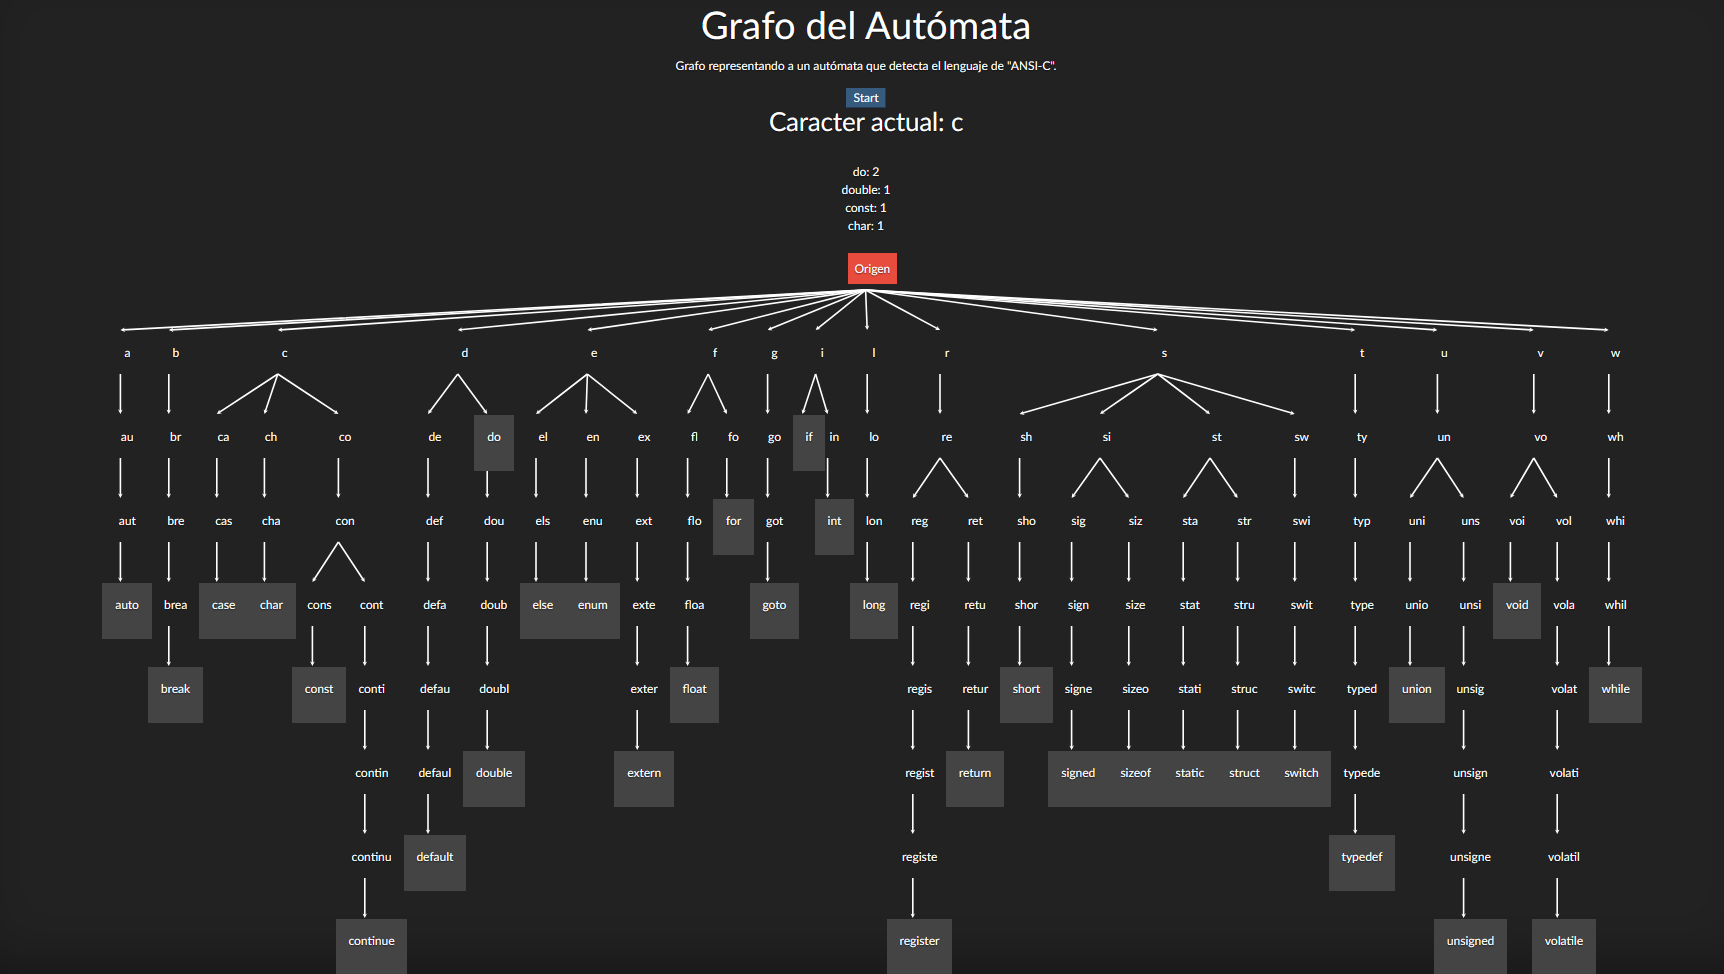 Grafo del Autómata
Grafo representando a un autómata que detecta el lenguaje de "ANSI-C".
Start
Caracter actual: c
do: 2
double: 1
const: 1
char: 1
Origen
a b c d e f g i l r s t u v w
au br ca ch co de do el en ex fl fo go if in lo re sh si st sw ty un vo wh
aut bre cas cha con def dou els enu ext flo for got int lon reg ret sho sig siz sta str swi typ uni uns voi vol whi
auto brea case char cons cont defa doub else enum exte floa goto long regi retu shor sign size stat stru swit type unio unsi void vola whil
break const conti defau doubl exter float regis retur short signe sizeo stati struc switc typed union unsig volat while
contin defaul double extern regist return signed sizeof static struct switch typede unsign volati
continu default registe typedef unsigne volatil
continue register unsigned volatile